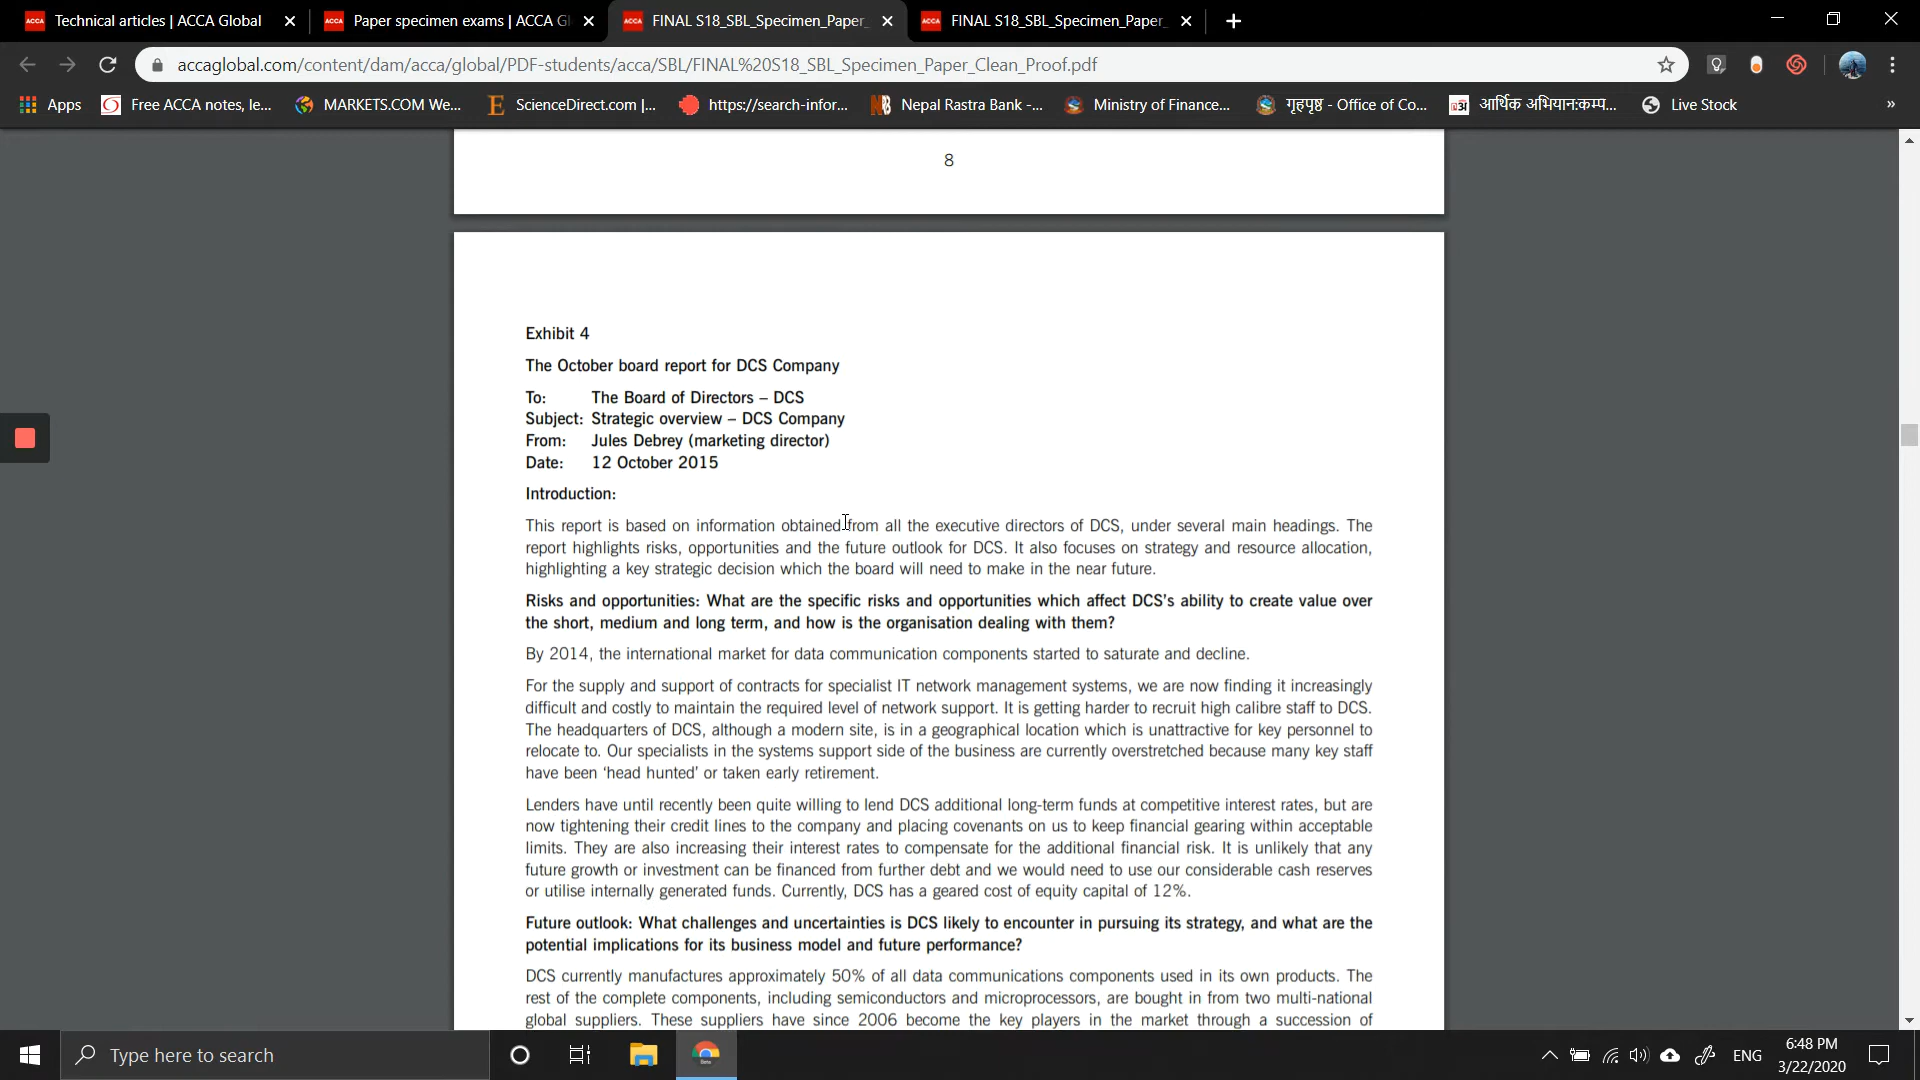 Technical articles | ACCA Global
Paper specimen exams | ACCA Gl
FINAL S18_SBL_Specimen_Paper_
FINAL S18_SBL_Specimen_Paper_
accaglobal.com/content/dam/acca/global/PDF-students/acca/SBL/FINAL%20S18_SBL_Specimen_Paper_Clean_Proof.pdf
Apps
Free ACCA notes, le...
MARKETS.COM We...
ScienceDirect.com |...
https://search-infor...
Nepal Rastra Bank -...
Ministry of Finance...
गृहपृष्ठ - Office of Co...
आर्थिक अभियान:कम्प...
Live Stock
»
8
Exhibit 4
The October board report for DCS Company
To: The Board of Directors – DCS
Subject: Strategic overview – DCS Company
From: Jules Debrey (marketing director)
Date: 12 October 2015
Introduction:
This report is based on information obtained from all the executive directors of DCS, under several main headings. The
report highlights risks, opportunities and the future outlook for DCS. It also focuses on strategy and resource allocation,
highlighting a key strategic decision which the board will need to make in the near future.
Risks and opportunities: What are the specific risks and opportunities which affect DCS's ability to create value over
the short, medium and long term, and how is the organisation dealing with them?
By 2014, the international market for data communication components started to saturate and decline.
For the supply and support of contracts for specialist IT network management systems, we are now finding it increasingly
difficult and costly to maintain the required level of network support. It is getting harder to recruit high calibre staff to DCS.
The headquarters of DCS, although a modern site, is in a geographical location which is unattractive for key personnel to
relocate to. Our specialists in the systems support side of the business are currently overstretched because many key staff
have been 'head hunted' or taken early retirement.
Lenders have until recently been quite willing to lend DCS additional long-term funds at competitive interest rates, but are
now tightening their credit lines to the company and placing covenants on us to keep financial gearing within acceptable
limits. They are also increasing their interest rates to compensate for the additional financial risk. It is unlikely that any
future growth or investment can be financed from further debt and we would need to use our considerable cash reserves
or utilise internally generated funds. Currently, DCS has a geared cost of equity capital of 12%.
Future outlook: What challenges and uncertainties is DCS likely to encounter in pursuing its strategy, and what are the
potential implications for its business model and future performance?
DCS currently manufactures approximately 50% of all data communications components used in its own products. The
rest of the complete components, including semiconductors and microprocessors, are bought in from two multi-national
global suppliers. These suppliers have since 2006 become the key players in the market through a succession of
Type here to search
ENG
6:48 PM
3/22/2020